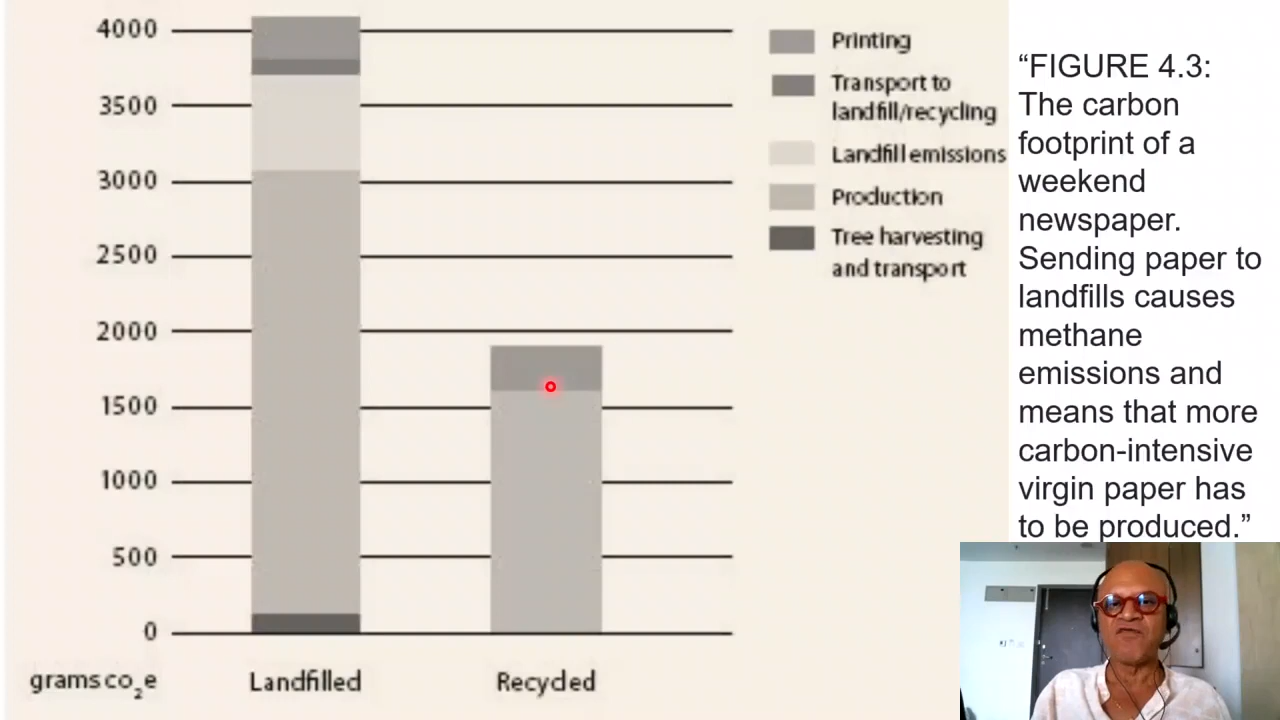 4000
3500
3000
2500
2000
1500
1000
500
0
grams co2e
Landfilled
Recycled
Printing
Transport to
landfill/recycling
Landfill emissions
Production
Tree harvesting
and transport
“FIGURE 4.3:
The carbon
footprint of a
weekend
newspaper.
Sending paper to
landfills causes
methane
emissions and
means that more
carbon-intensive
virgin paper has
to be produced.”